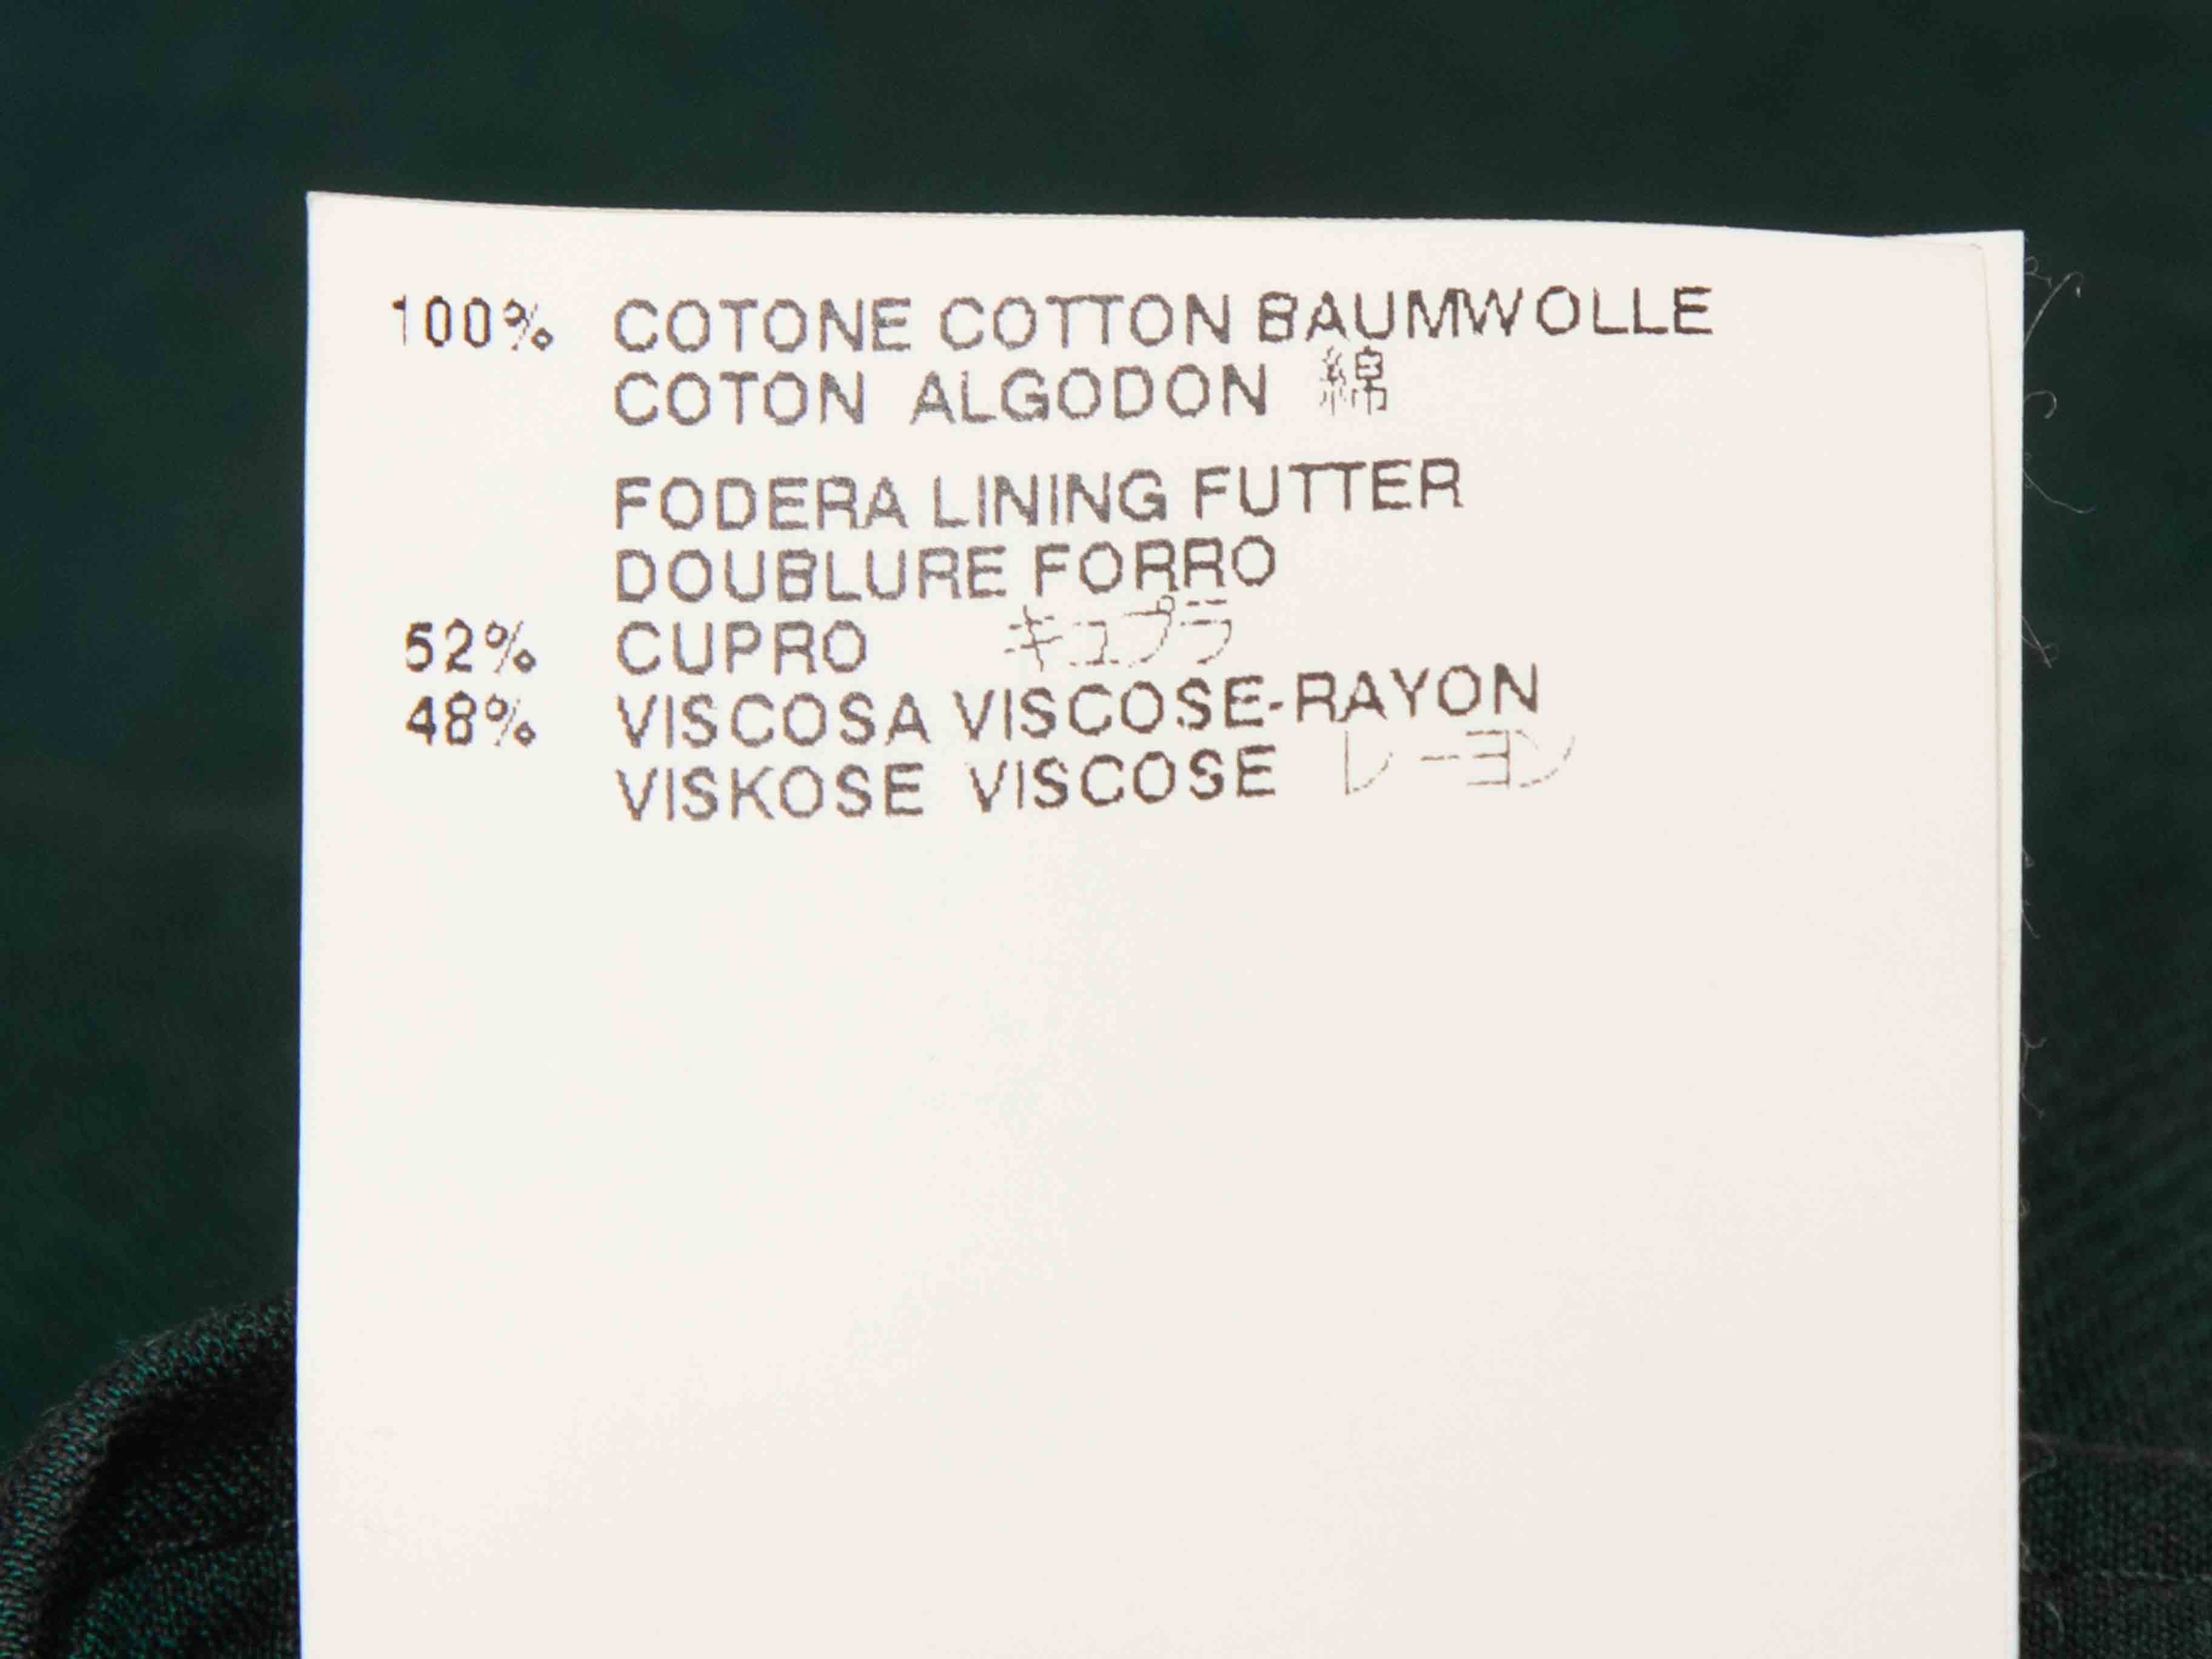 100% COTONE COTTON BAUMWOLLE
COTON ALGODON 綿
FODERA LINING FUTTER
DOUBLURE FORRO
52% CUPRO キュプラ
48% VISCOSA VISCOSE-RAYON
VISKOSE VISCOSE レーヨン